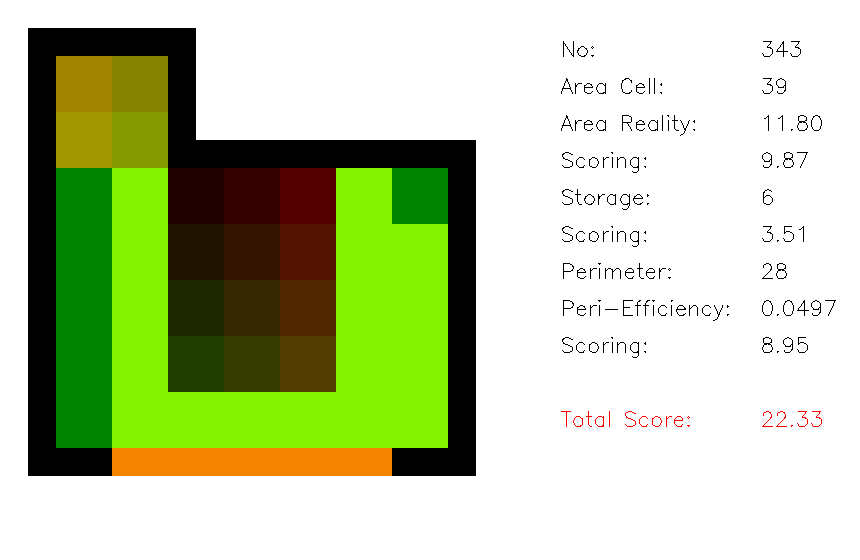 No: 343
Area Cell: 39
Area Reality: 11.80
Scoring: 9.87
Storage: 6
Scoring: 3.51
Perimeter: 28
Peri-Efficiency: 0.0497
Scoring: 8.95
Total Score: 22.33